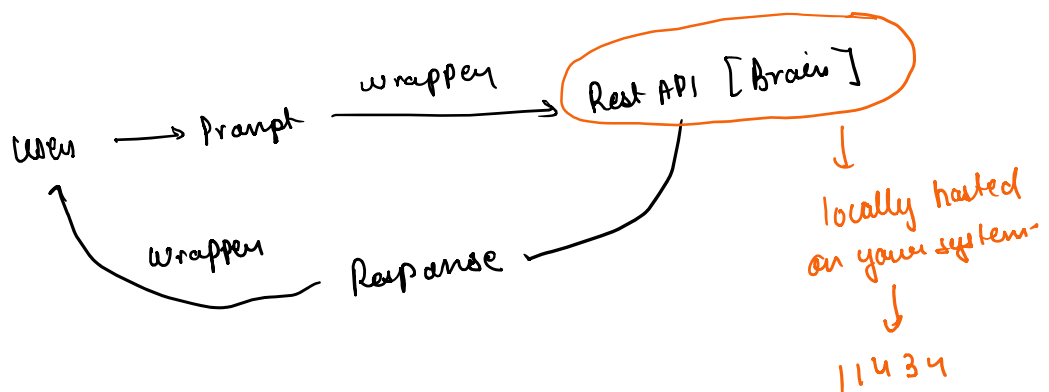 wrapper
Rest API [Brain]
User
Prompt
locally hosted
on your system.
wrapper
Response
11434